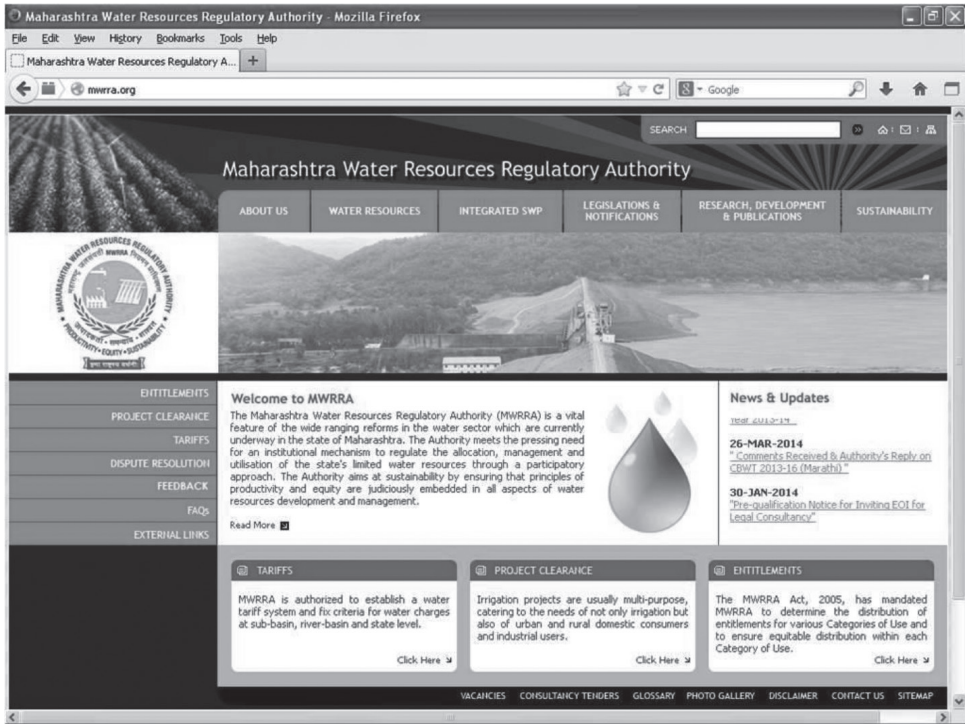 Maharashtra Water Resources Regulatory Authority - Mozilla Firefox
File Edit View History Bookmarks Tools Help
Maharashtra Water Resources Regulatory A... +
mwrra.org
Google
SEARCH
Maharashtra Water Resources Regulatory Authority
ABOUT US
WATER RESOURCES
INTEGRATED SWP
LEGISLATIONS &
NOTIFICATIONS
RESEARCH, DEVELOPMENT
& PUBLICATIONS
SUSTAINABILITY
MAHARASHTRA WATER RESOURCES REGULATORY AUTHORITY
MWRRA
PRODUCTIVITY • EQUITY • SUSTAINABILITY
ENTITLEMENTS
PROJECT CLEARANCE
TARIFFS
DISPUTE RESOLUTION
FEEDBACK
FAQs
EXTERNAL LINKS
Welcome to MWRRA
The Maharashtra Water Resources Regulatory Authority (MWRRA) is a vital
feature of the wide ranging reforms in the water sector which are currently
underway in the state of Maharashtra. The Authority meets the pressing need
for an institutional mechanism to regulate the allocation, management and
utilisation of the state's limited water resources through a participatory
approach. The Authority aims at sustainability by ensuring that principles of
productivity and equity are judiciously embedded in all aspects of water
resources development and management.
Read More
News & Updates
Year 2013-14 "
26-MAR-2014
" Comments Received & Authority's Reply on
CBWT 2013-16 (Marathi) "
30-JAN-2014
"Pre-qualification Notice for Inviting EOI for
Legal Consultancy"
TARIFFS
MWRRA is authorized to establish a water
tariff system and fix criteria for water charges
at sub-basin, river-basin and state level.
Click Here
PROJECT CLEARANCE
Irrigation projects are usually multi-purpose,
catering to the needs of not only irrigation but
also of urban and rural domestic consumers
and industrial users.
Click Here
ENTITLEMENTS
The MWRRA Act, 2005, has mandated
MWRRA to determine the distribution of
entitlements for various Categories of Use and
to ensure equitable distribution within each
Category of Use.
Click Here
VACANCIES CONSULTANCY TENDERS GLOSSARY PHOTO GALLERY DISCLAIMER CONTACT US SITEMAP